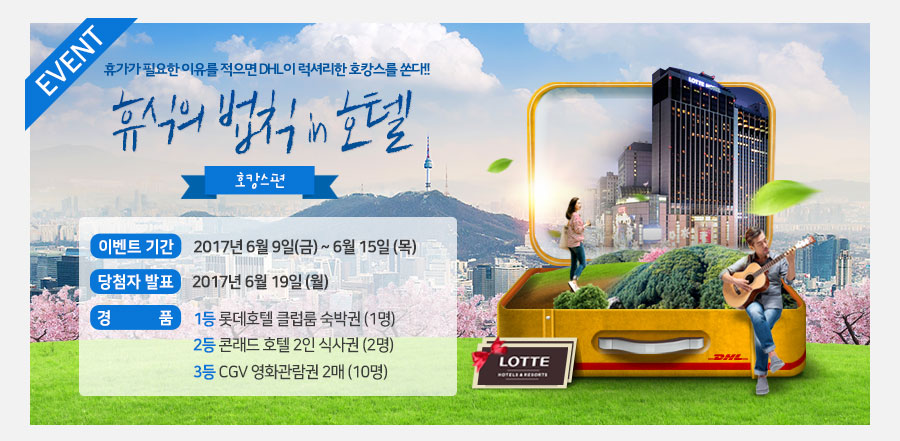 EVENT
휴가가 필요한 이유를 적으면 DHL이 럭셔리한 호캉스를 쏜다!!
휴식의 법칙 in 호텔
호캉스편
이벤트 기간 2017년 6월 9일(금) ~ 6월 15일 (목)
당첨자 발표 2017년 6월 19일 (월)
경 품 1등 롯데호텔 클럽룸 숙박권 (1명)
2등 콘래드 호텔 2인 식사권 (2명)
3등 CGV 영화관람권 2매 (10명)
LOTTE HOTEL
LOTTE
HOTELS & RESORTS
DHL